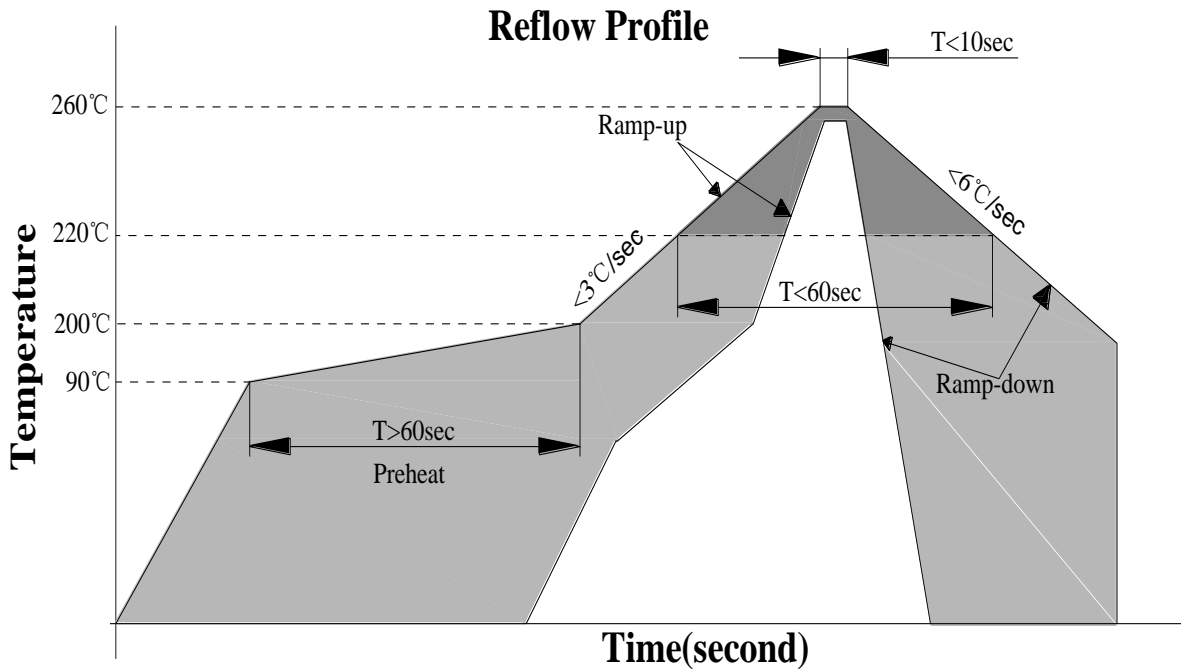 Reflow Profile
T<10sec
260℃
Ramp-up
<6℃/sec
220℃
<3℃/sec
T<60sec
200℃
90℃
Ramp-down
T>60sec
Preheat
Temperature
Time(second)